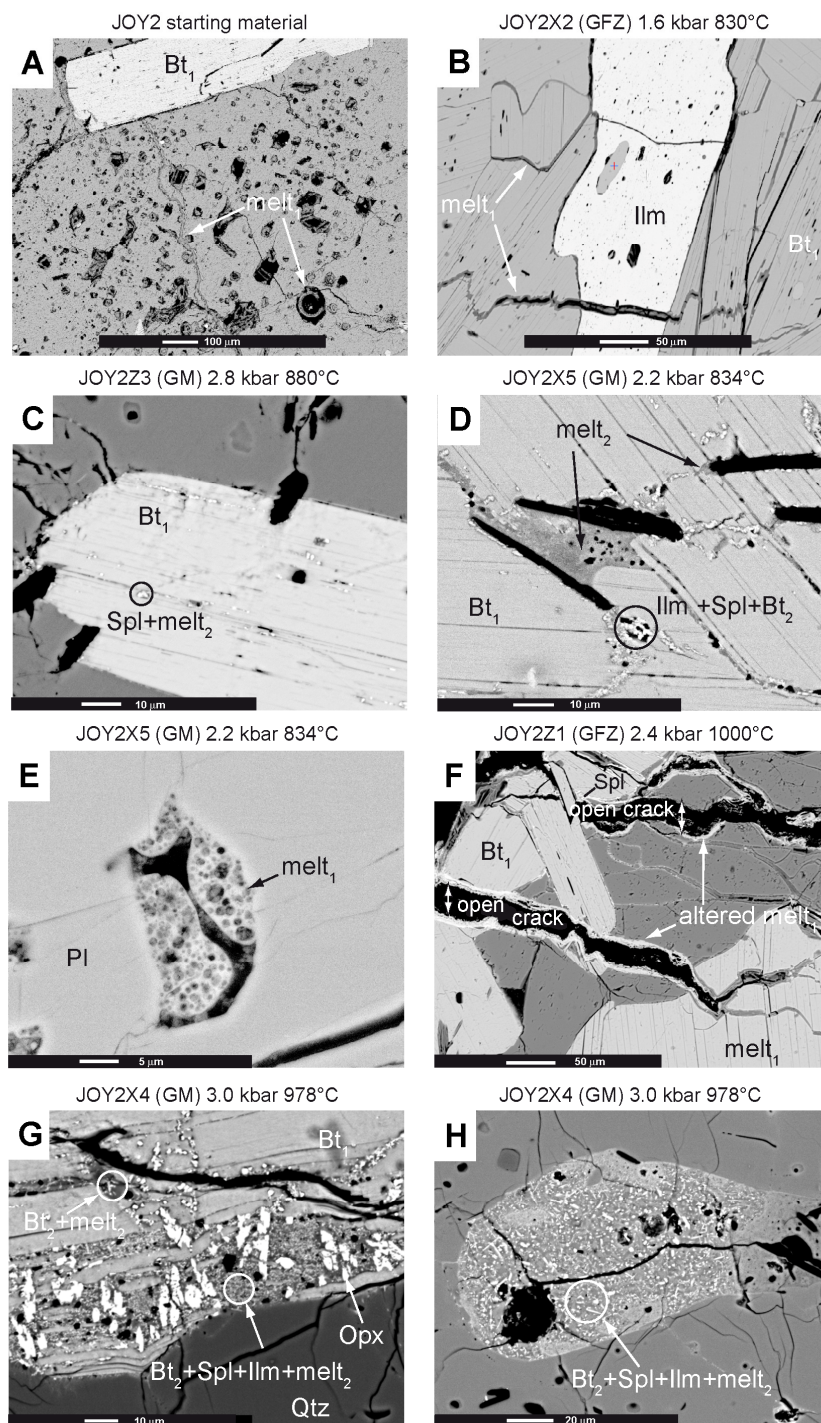 JOY2 starting material
A
Bt1
melt1
100 µm
JOY2X2 (GFZ) 1.6 kbar 830°C
B
melt1
Ilm
Bt1
50 µm
JOY2Z3 (GM) 2.8 kbar 880°C
C
Bt1
Spl+melt2
10 µm
JOY2X5 (GM) 2.2 kbar 834°C
D
melt2
Bt1
Ilm +Spl+Bt2
10 µm
JOY2X5 (GM) 2.2 kbar 834°C
E
melt1
Pl
5 µm
JOY2Z1 (GFZ) 2.4 kbar 1000°C
F
Spl
open crack
Bt1
open
crack
altered melt1
melt1
50 µm
JOY2X4 (GM) 3.0 kbar 978°C
G
Bt1
Bt2+melt2
Opx
Bt2+Spl+Ilm+melt2
Qtz
10 µm
JOY2X4 (GM) 3.0 kbar 978°C
H
Bt2+Spl+Ilm+melt2
20 µm